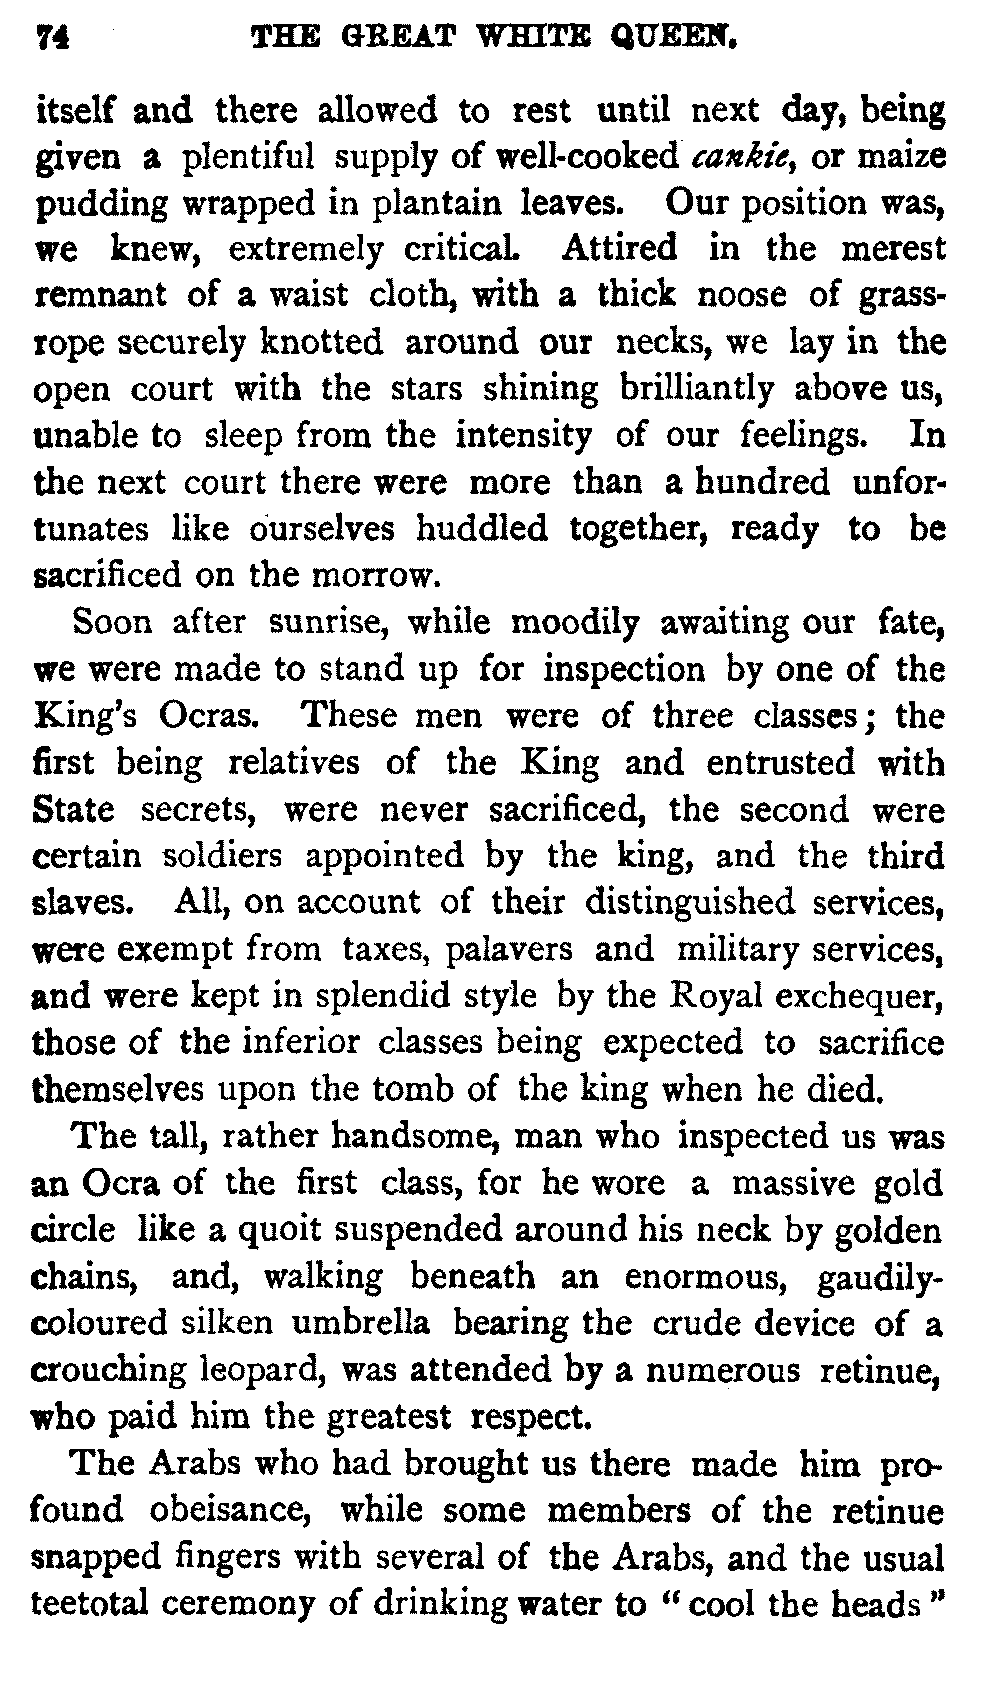 74 THE GREAT WHITE QUEEN.
itself and there allowed to rest until next day, being
given a plentiful supply of well-cooked cankie, or maize
pudding wrapped in plantain leaves. Our position was,
we knew, extremely critical. Attired in the merest
remnant of a waist cloth, with a thick noose of grass-
rope securely knotted around our necks, we lay in the
open court with the stars shining brilliantly above us,
unable to sleep from the intensity of our feelings. In
the next court there were more than a hundred unfor-
tunates like ourselves huddled together, ready to be
sacrificed on the morrow.
Soon after sunrise, while moodily awaiting our fate,
we were made to stand up for inspection by one of the
King's Ocras. These men were of three classes; the
first being relatives of the King and entrusted with
State secrets, were never sacrificed, the second were
certain soldiers appointed by the king, and the third
slaves. All, on account of their distinguished services,
were exempt from taxes, palavers and military services,
and were kept in splendid style by the Royal exchequer,
those of the inferior classes being expected to sacrifice
themselves upon the tomb of the king when he died.
The tall, rather handsome, man who inspected us was
an Ocra of the first class, for he wore a massive gold
circle like a quoit suspended around his neck by golden
chains, and, walking beneath an enormous, gaudily-
coloured silken umbrella bearing the crude device of a
crouching leopard, was attended by a numerous retinue,
who paid him the greatest respect.
The Arabs who had brought us there made him pro-
found obeisance, while some members of the retinue
snapped fingers with several of the Arabs, and the usual
teetotal ceremony of drinking water to "cool the heads"